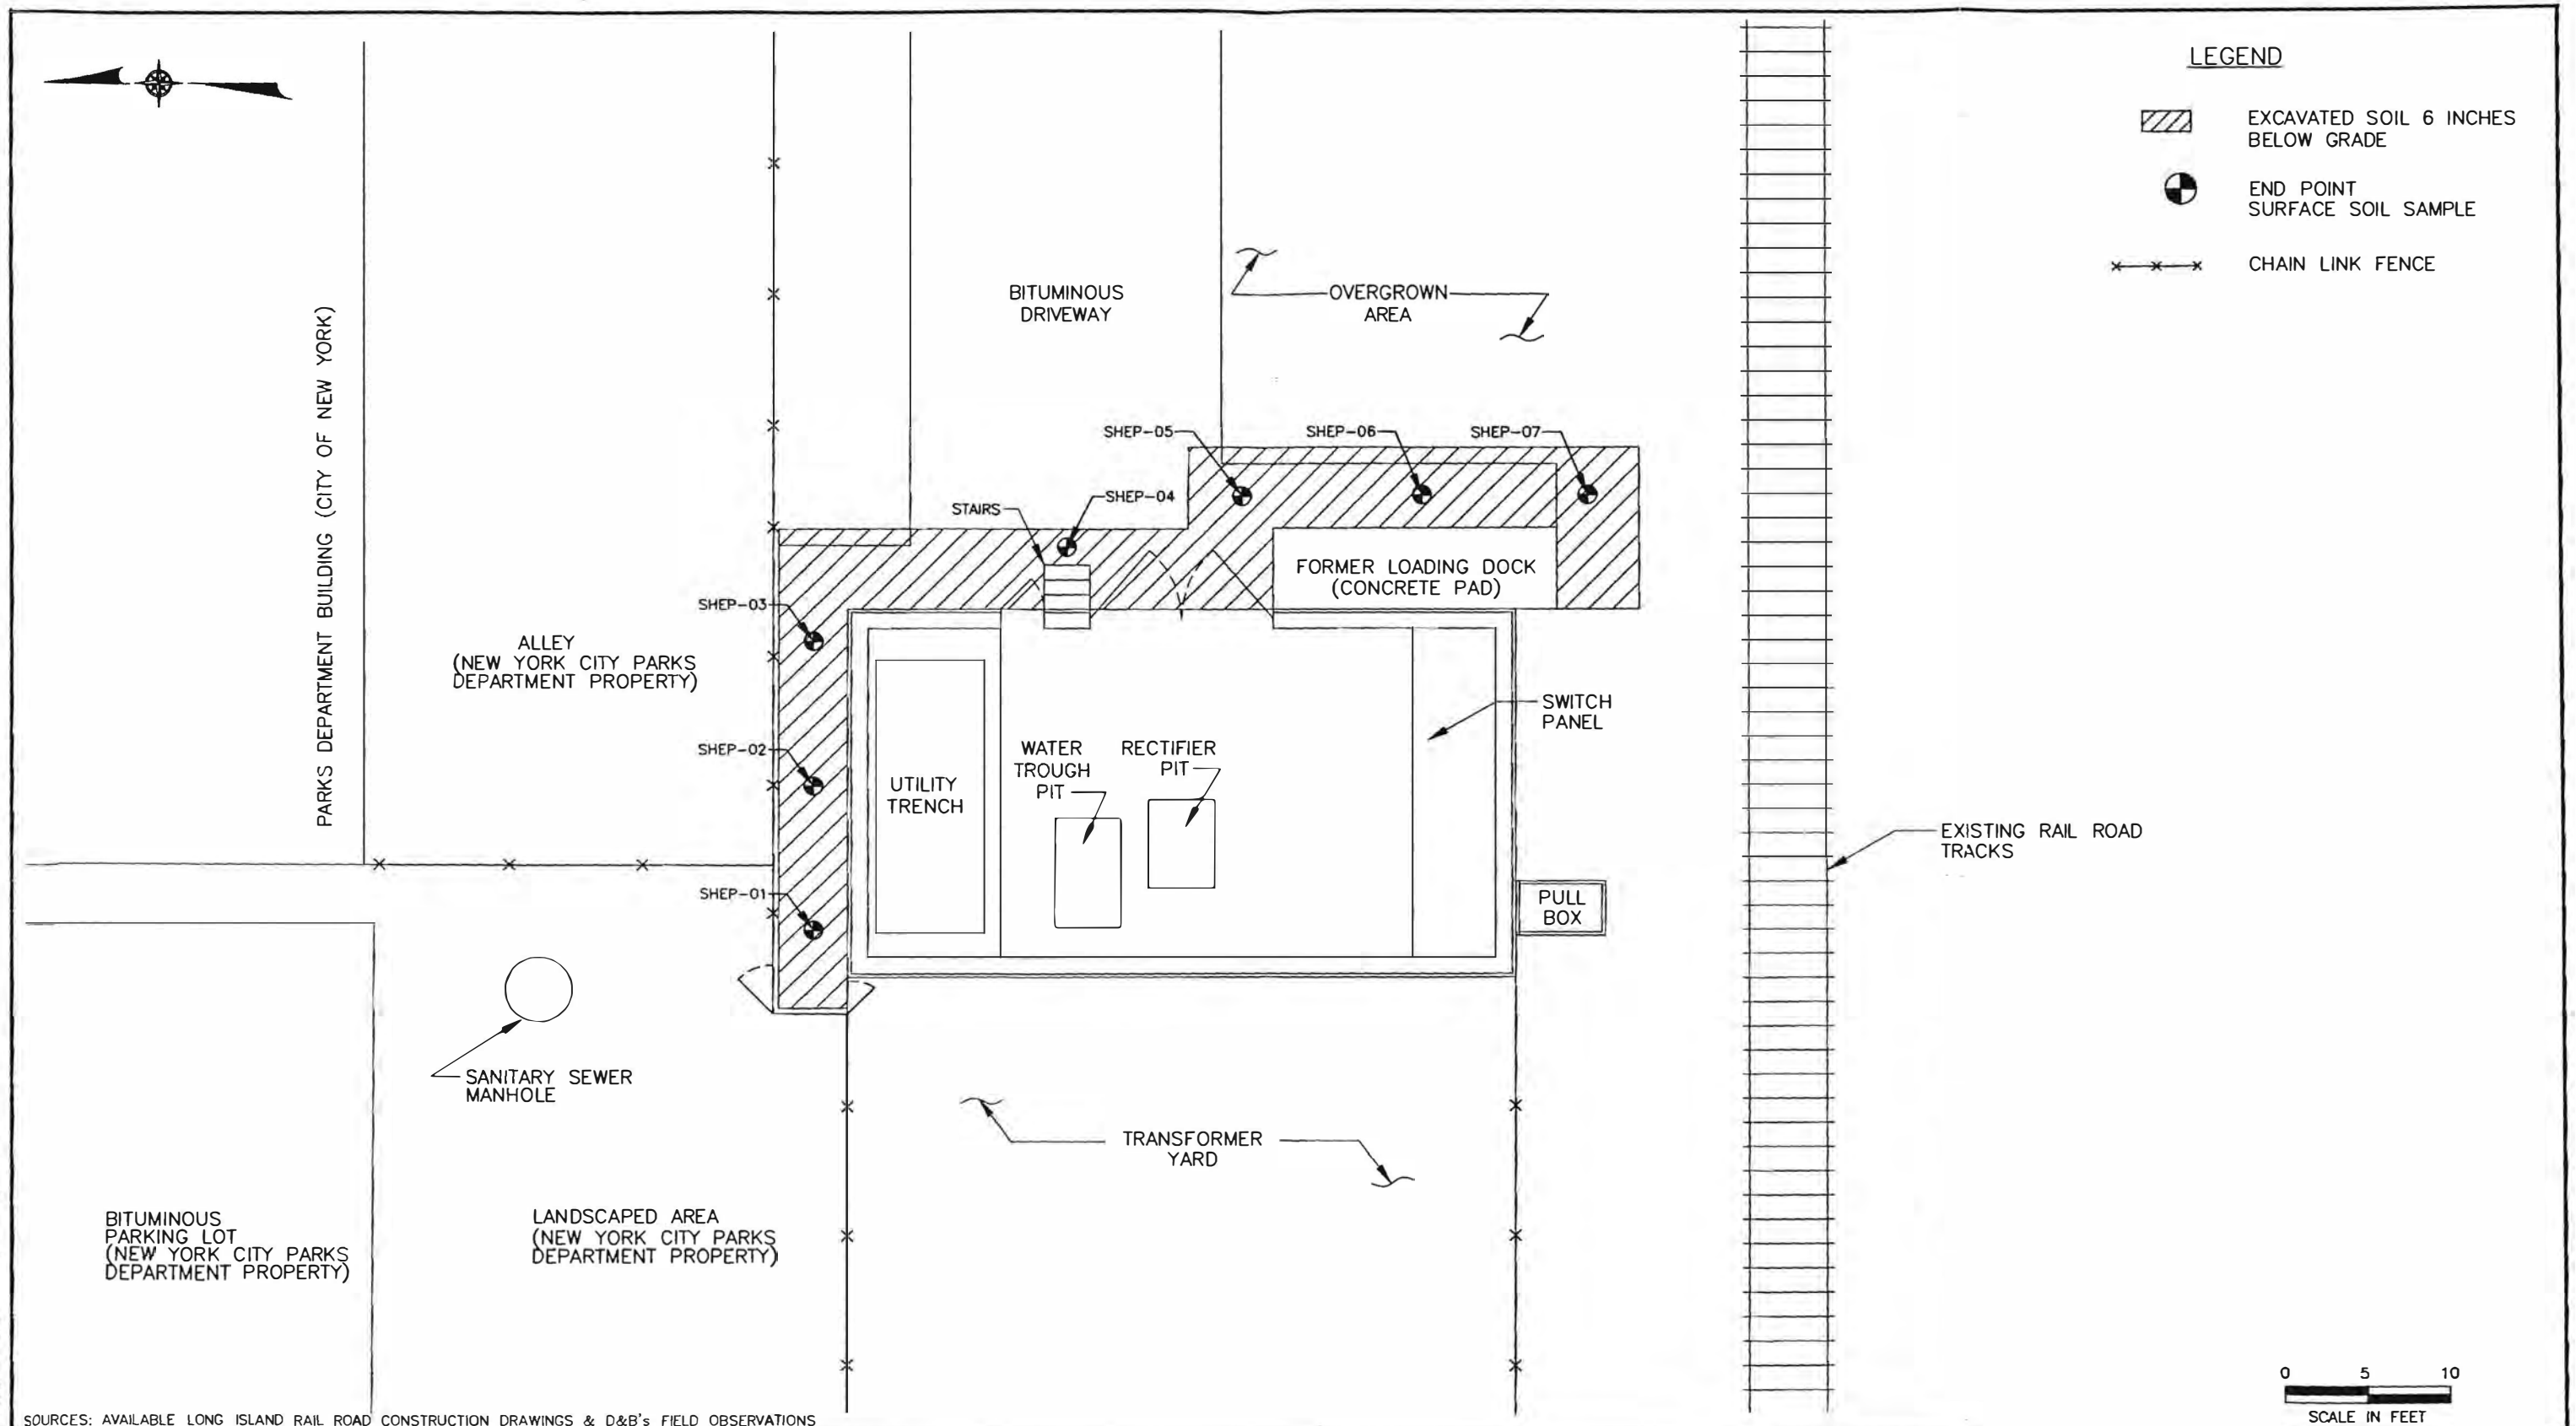 LEGEND
EXCAVATED SOIL 6 INCHES
BELOW GRADE
END POINT
SURFACE SOIL SAMPLE
CHAIN LINK FENCE
PARKS DEPARTMENT BUILDING (CITY OF NEW YORK)
BITUMINOUS
DRIVEWAY
OVERGROWN
AREA
SHEP-05
SHEP-06
SHEP-07
STAIRS
SHEP-04
FORMER LOADING DOCK
(CONCRETE PAD)
SHEP-03
ALLEY
(NEW YORK CITY PARKS
DEPARTMENT PROPERTY)
SWITCH
PANEL
SHEP-02
UTILITY
TRENCH
WATER
TROUGH
PIT
RECTIFIER
PIT
EXISTING RAIL ROAD
TRACKS
SHEP-01
PULL
BOX
SANITARY SEWER
MANHOLE
TRANSFORMER
YARD
BITUMINOUS
PARKING LOT
(NEW YORK CITY PARKS
DEPARTMENT PROPERTY)
LANDSCAPED AREA
(NEW YORK CITY PARKS
DEPARTMENT PROPERTY)
0 5 10
SCALE IN FEET
SOURCES: AVAILABLE LONG ISLAND RAIL ROAD CONSTRUCTION DRAWINGS & D&B's FIELD OBSERVATIONS